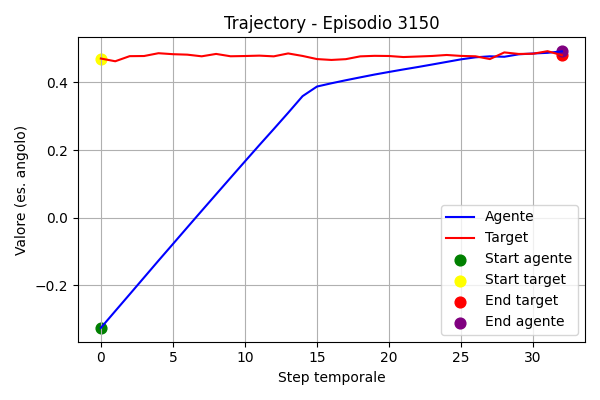 Trajectory - Episodio 3150
Valore (es. angolo)
0.4
0.2
0.0
−0.2
0 5 10 15 20 25 30
Step temporale
Agente
Target
Start agente
Start target
End target
End agente